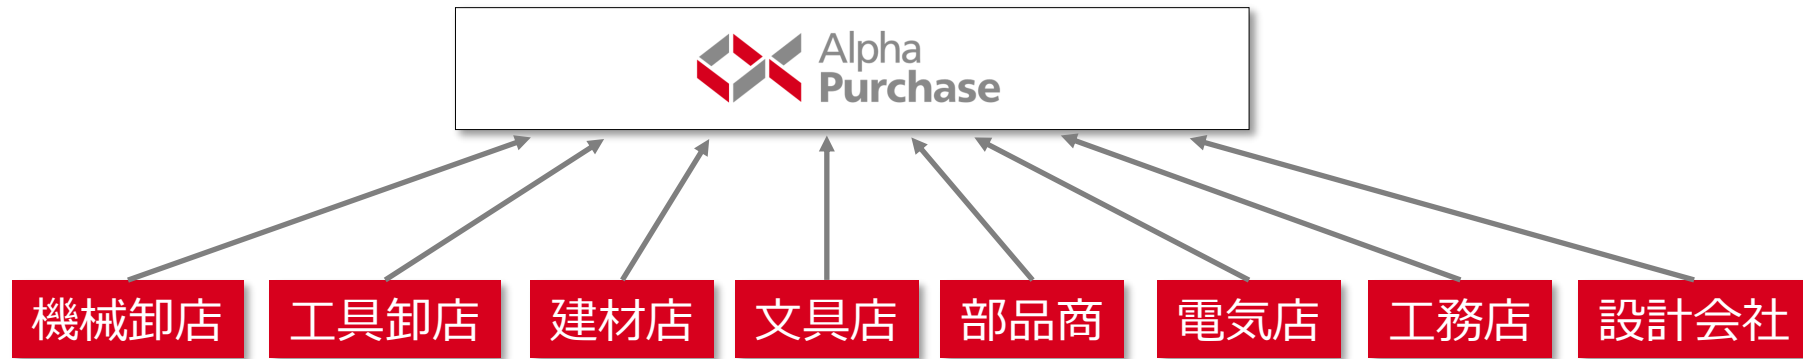 Alpha
Purchase
機械卸店
工具卸店
建材店
文具店
部品商
電気店
工務店
設計会社